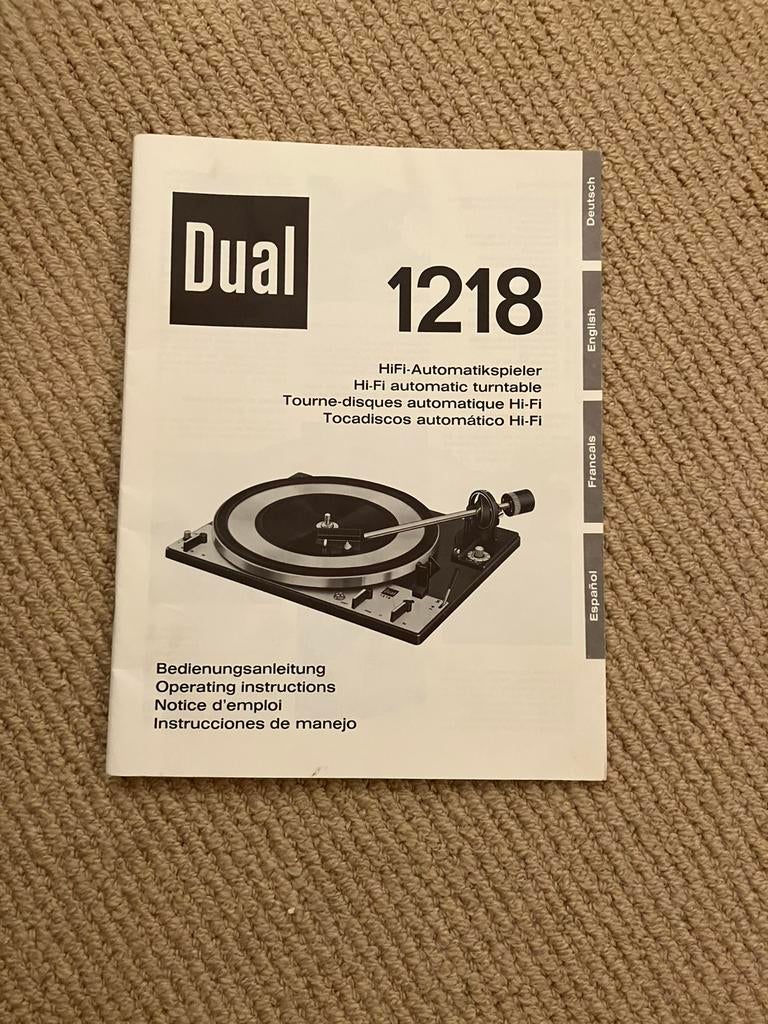 Dual
1218
HiFi-Automatikspieler
Hi-Fi automatic turntable
Tourne-disques automatique Hi-Fi
Tocadiscos automático Hi-Fi
Bedienungsanleitung
Operating instructions
Notice d'emploi
Instrucciones de manejo
Deutsch
English
Francais
Español